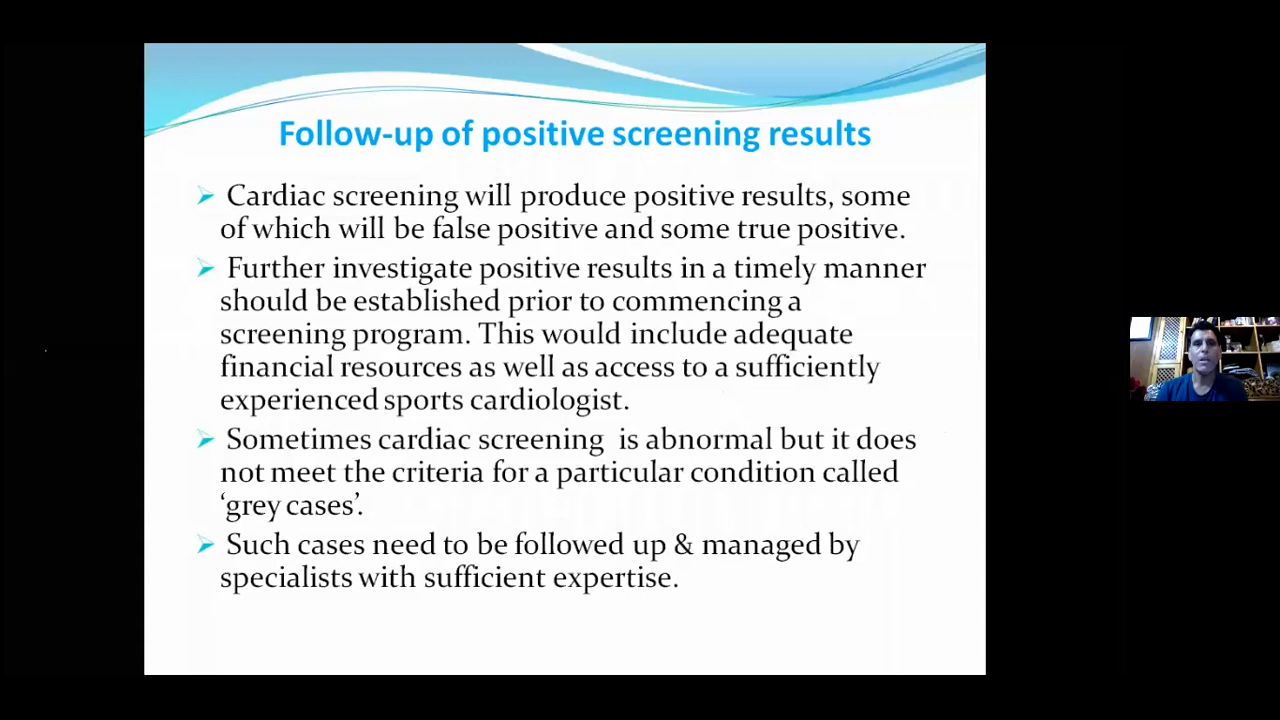 Follow-up of positive screening results
Cardiac screening will produce positive results, some
of which will be false positive and some true positive.
Further investigate positive results in a timely manner
should be established prior to commencing a
screening program. This would include adequate
financial resources as well as access to a sufficiently
experienced sports cardiologist.
Sometimes cardiac screening is abnormal but it does
not meet the criteria for a particular condition called
‘grey cases’.
Such cases need to be followed up & managed by
specialists with sufficient expertise.